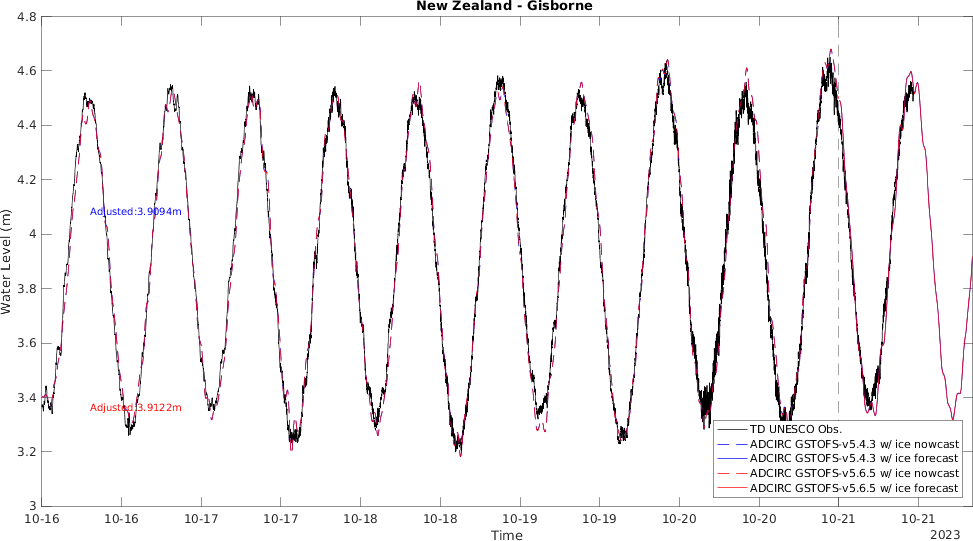 New Zealand - Gisborne
4.8
4.6
4.4
4.2
4
3.8
3.6
3.4
3.2
3
Water Level (m)
Adjusted:3.9094m
Adjusted:3.9122m
TD UNESCO Obs.
ADCIRC GSTOFS-v5.4.3 w/ ice nowcast
ADCIRC GSTOFS-v5.4.3 w/ ice forecast
ADCIRC GSTOFS-v5.6.5 w/ ice nowcast
ADCIRC GSTOFS-v5.6.5 w/ ice forecast
10-16 10-16 10-17 10-17 10-18 10-18 10-19 10-19 10-20 10-20 10-21 10-21
2023
Time